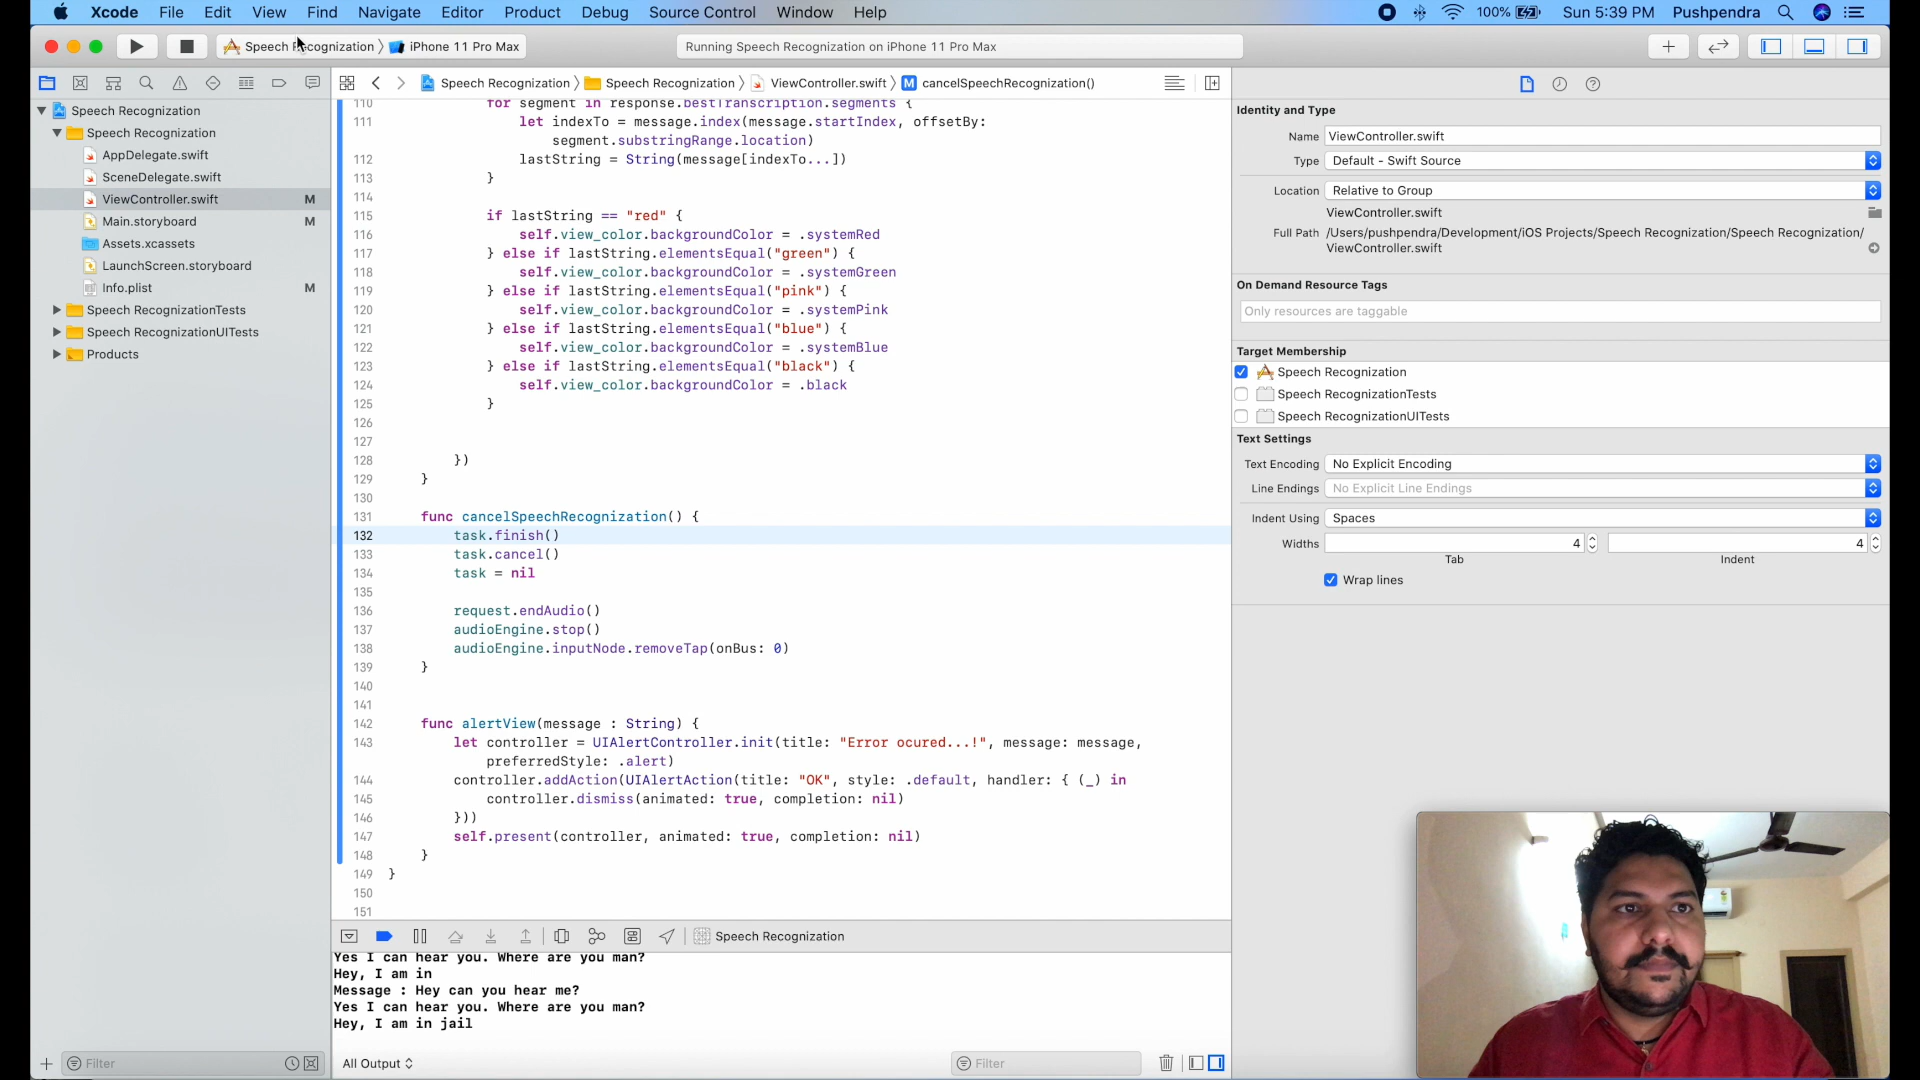 Xcode File Edit View Find Navigate Editor Product Debug Source Control Window Help 100% Sun 5:39 PM Pushpendra
Speech Recognization iPhone 11 Pro Max Running Speech Recognization on iPhone 11 Pro Max
Speech Recognization Speech Recognization ViewController.swift M cancelSpeechRecognization()
Speech Recognization
Speech Recognization
AppDelegate.swift
SceneDelegate.swift
ViewController.swift M
Main.storyboard M
Assets.xcassets
LaunchScreen.storyboard
Info.plist M
Speech RecognizationTests
Speech RecognizationUITests
Products
Filter
110 for segment in response.bestTranscription.segments {
111 let indexTo = message.index(message.startIndex, offsetBy:
segment.substringRange.location)
112 lastString = String(message[indexTo...])
113 }
114
115 if lastString == "red" {
116 self.view_color.backgroundColor = .systemRed
117 } else if lastString.elementsEqual("green") {
118 self.view_color.backgroundColor = .systemGreen
119 } else if lastString.elementsEqual("pink") {
120 self.view_color.backgroundColor = .systemPink
121 } else if lastString.elementsEqual("blue") {
122 self.view_color.backgroundColor = .systemBlue
123 } else if lastString.elementsEqual("black") {
124 self.view_color.backgroundColor = .black
125 }
126
127
128 })
129 }
130
131 func cancelSpeechRecognization() {
132 task.finish()
133 task.cancel()
134 task = nil
135
136 request.endAudio()
137 audioEngine.stop()
138 audioEngine.inputNode.removeTap(onBus: 0)
139 }
140
141
142 func alertView(message : String) {
143 let controller = UIAlertController.init(title: "Error ocured...!", message: message,
preferredStyle: .alert)
144 controller.addAction(UIAlertAction(title: "OK", style: .default, handler: { (_) in
145 controller.dismiss(animated: true, completion: nil)
146 }))
147 self.present(controller, animated: true, completion: nil)
148 }
149 }
150
151
Speech Recognization
Yes I can hear you. Where are you man?
Hey, I am in
Message : Hey can you hear me?
Yes I can hear you. Where are you man?
Hey, I am in jail
All Output Filter
Identity and Type
Name ViewController.swift
Type Default - Swift Source
Location Relative to Group
ViewController.swift
Full Path /Users/pushpendra/Development/iOS Projects/Speech Recognization/Speech Recognization/
ViewController.swift
On Demand Resource Tags
Only resources are taggable
Target Membership
Speech Recognization
Speech RecognizationTests
Speech RecognizationUITests
Text Settings
Text Encoding No Explicit Encoding
Line Endings No Explicit Line Endings
Indent Using Spaces
Widths 4 4
Tab Indent
Wrap lines